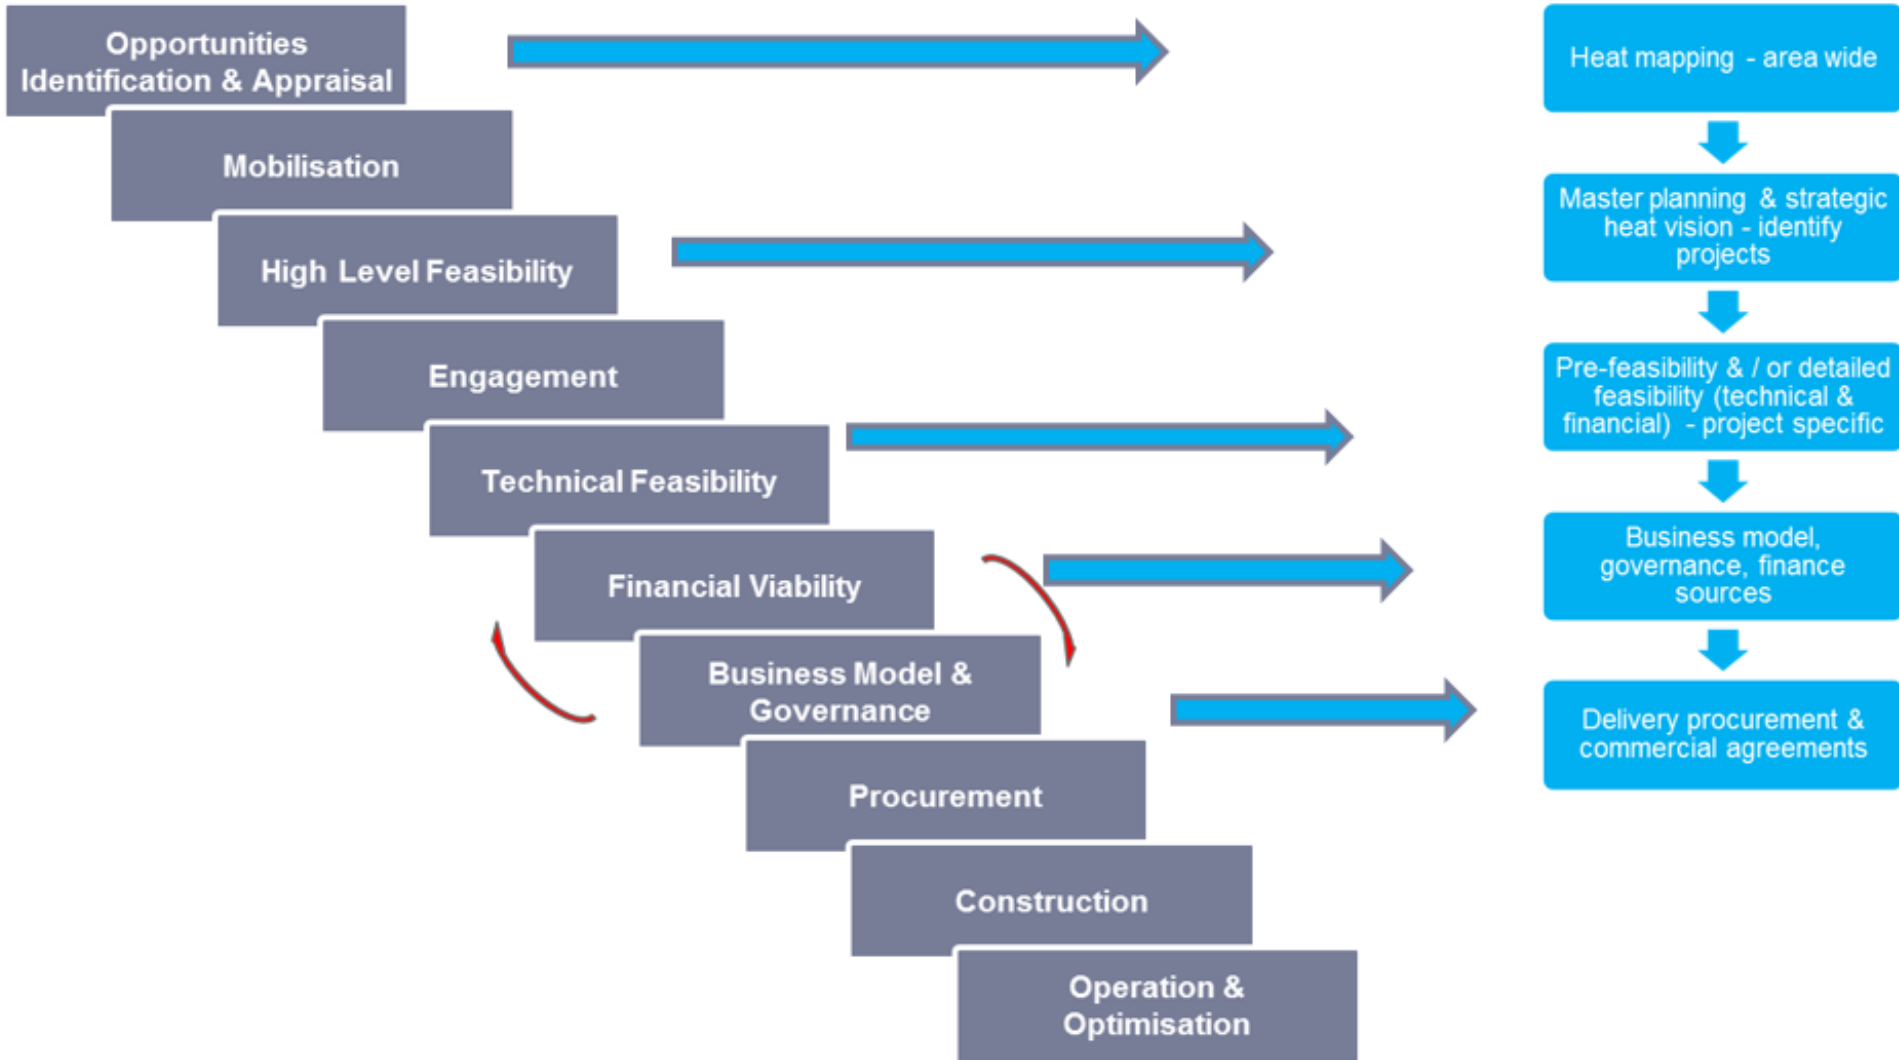 Opportunities
Identification & Appraisal
Mobilisation
High Level Feasibility
Engagement
Technical Feasibility
Financial Viability
Business Model &
Governance
Procurement
Construction
Operation &
Optimisation
Heat mapping - area wide
Master planning & strategic
heat vision - identify
projects
Pre-feasibility & / or detailed
feasibility (technical &
financial) - project specific
Business model,
governance, finance
sources
Delivery procurement &
commercial agreements